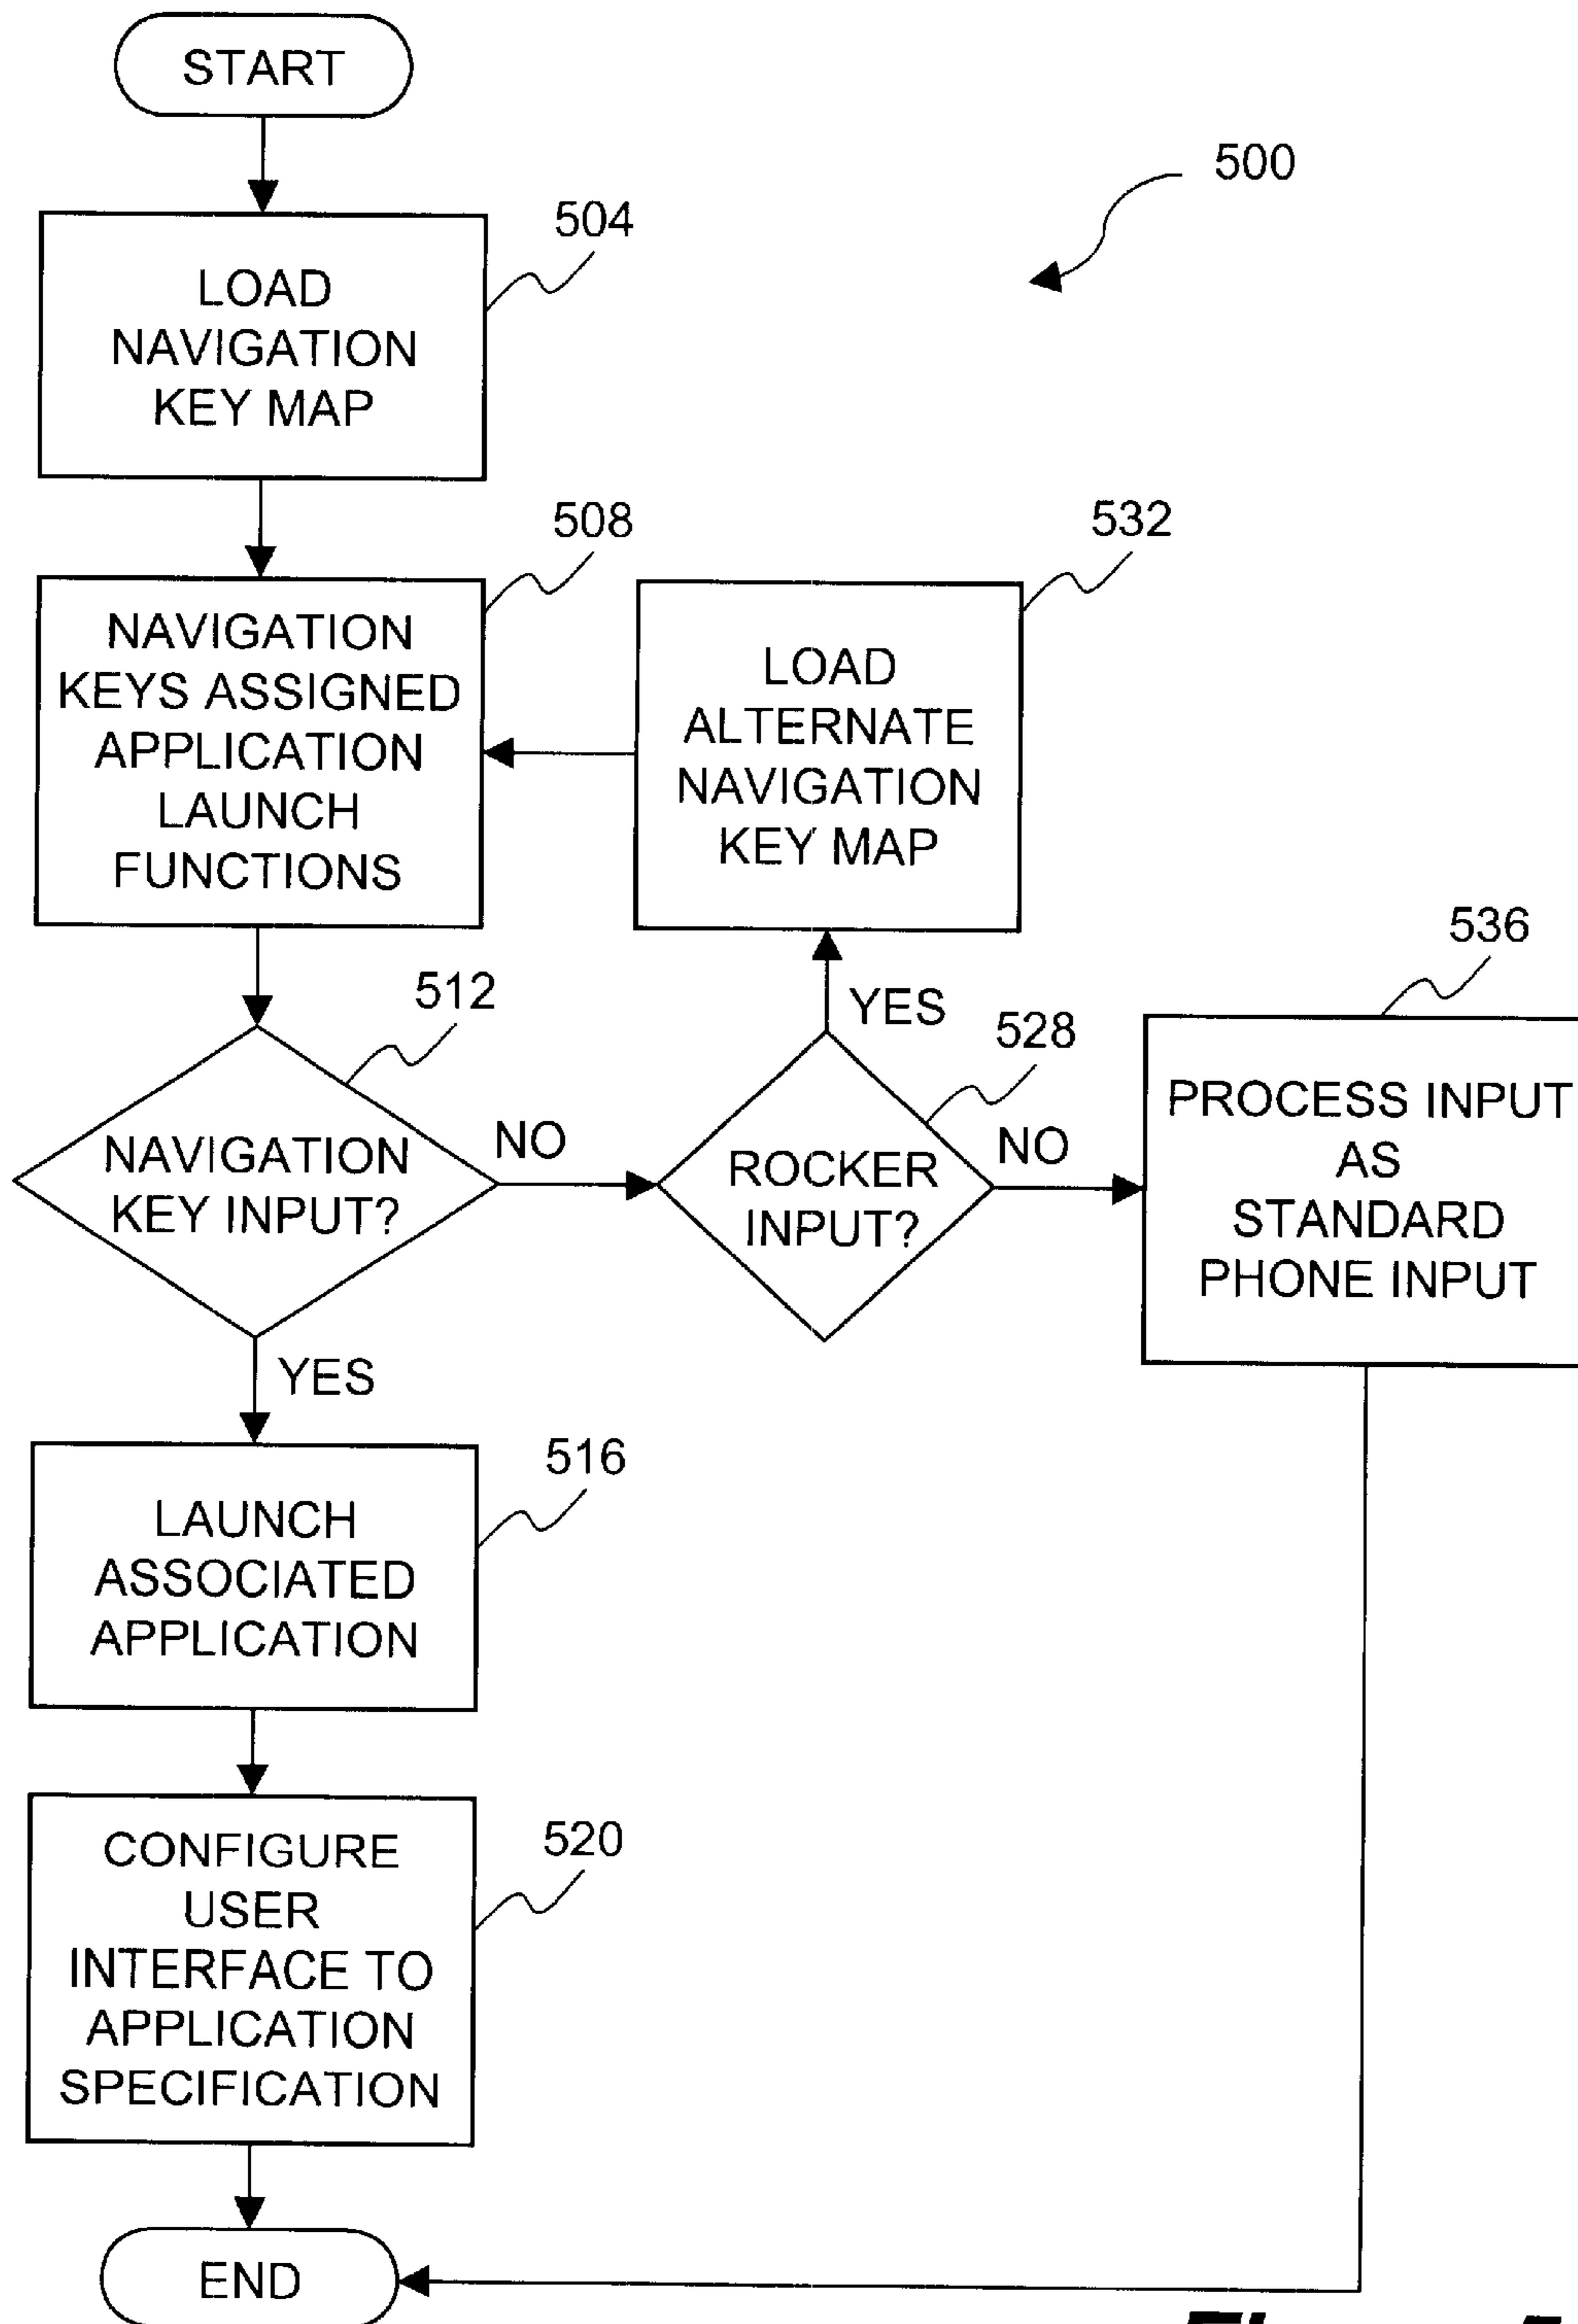 START
500
504
LOAD
NAVIGATION
KEY MAP
508
NAVIGATION
KEYS ASSIGNED
APPLICATION
LAUNCH
FUNCTIONS
532
LOAD
ALTERNATE
NAVIGATION
KEY MAP
512
NAVIGATION
KEY INPUT?
NO
YES
528
ROCKER
INPUT?
YES
NO
536
PROCESS INPUT
AS
STANDARD
PHONE INPUT
516
LAUNCH
ASSOCIATED
APPLICATION
520
CONFIGURE
USER
INTERFACE TO
APPLICATION
SPECIFICATION
END